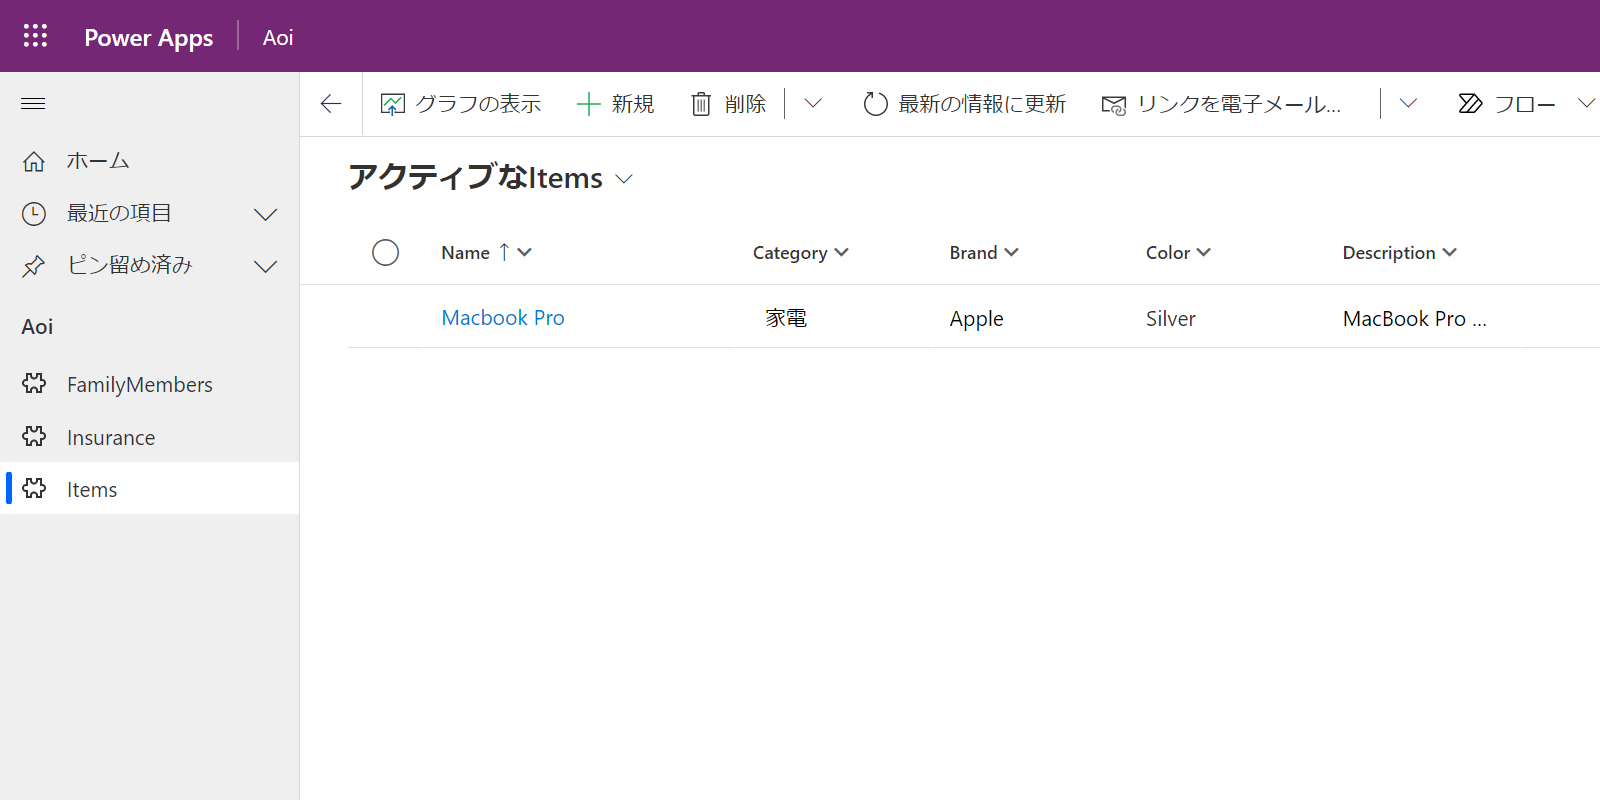 Power Apps Aoi
グラフの表示 新規 削除 最新の情報に更新 リンクを電子メール... フロー
ホーム
最近の項目
ピン留め済み
Aoi
FamilyMembers
Insurance
Items
アクティブなItems
Name Category Brand Color Description
Macbook Pro 家電 Apple Silver MacBook Pro ...